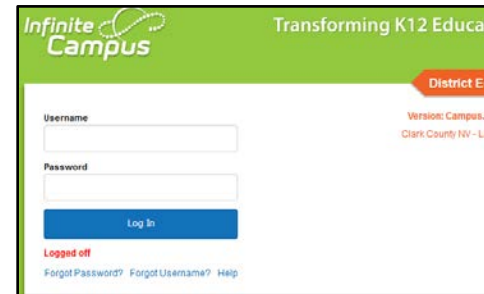 Infinite
Campus
Transforming K12 Educa
District E
Username
Version: Campus.
Clark County NV - L
Password
Log In
Logged off
Forgot Password? Forgot Username? Help